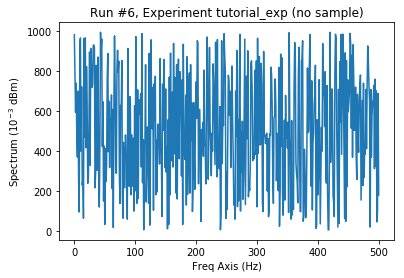 Run #6, Experiment tutorial_exp (no sample)
1000
800
600
400
200
0
Spectrum (10⁻³ dBm)
0 100 200 300 400 500
Freq Axis (Hz)